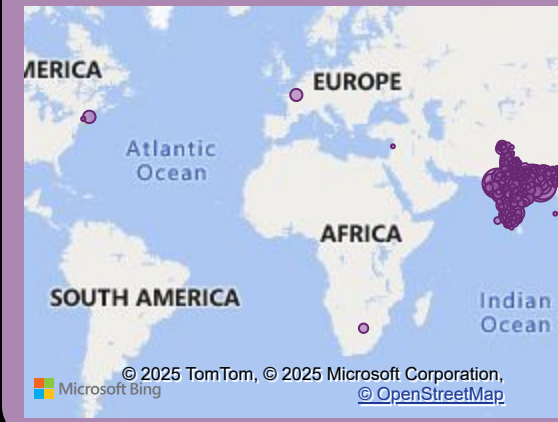 MERICA
EUROPE
Atlantic
Ocean
AFRICA
SOUTH AMERICA
Indian
Ocean
© 2025 TomTom, © 2025 Microsoft Corporation,
Microsoft Bing
© OpenStreetMap